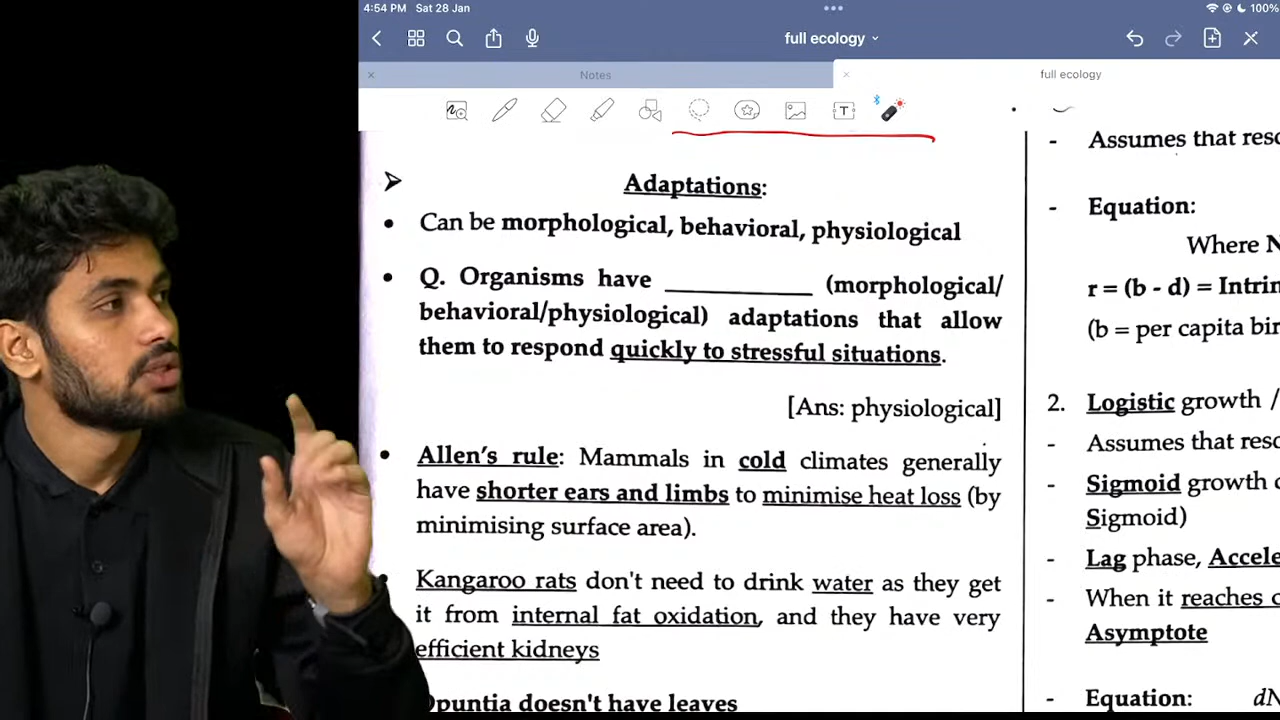 4:54 PM Sat 28 Jan
100%
full ecology
Notes
full ecology
T
Adaptations:
Can be morphological, behavioral, physiological
Q. Organisms have __________ (morphological/
behavioral/physiological) adaptations that allow
them to respond quickly to stressful situations.
[Ans: physiological]
Allen's rule: Mammals in cold climates generally
have shorter ears and limbs to minimise heat loss (by
minimising surface area).
Kangaroo rats don't need to drink water as they get
it from internal fat oxidation, and they have very
efficient kidneys
Opuntia doesn't have leaves
- Assumes that reso
- Equation:
Where N
r = (b - d) = Intrin
(b = per capita bir
2. Logistic growth /
- Assumes that reso
- Sigmoid growth c
Sigmoid)
- Lag phase, Accele
- When it reaches c
Asymptote
- Equation: dN